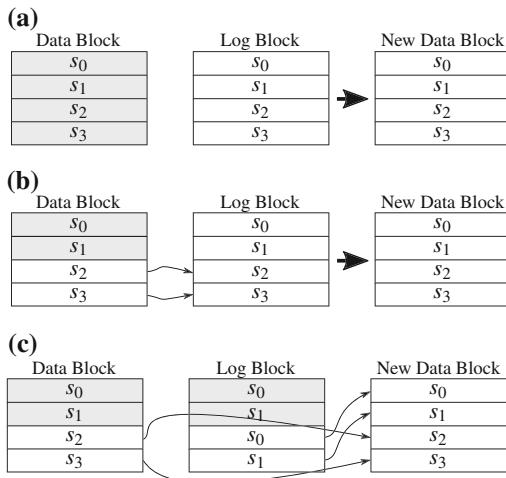 (a)
Data Block Log Block New Data Block
s0 s0 s0
s1 s1 s1
s2 s2 s2
s3 s3 s3
(b)
Data Block Log Block New Data Block
s0 s0 s0
s1 s1 s1
s2 s2 s2
s3 s3 s3
(c)
Data Block Log Block New Data Block
s0 s0 s0
s1 s1 s1
s2 s0 s2
s3 s1 s3